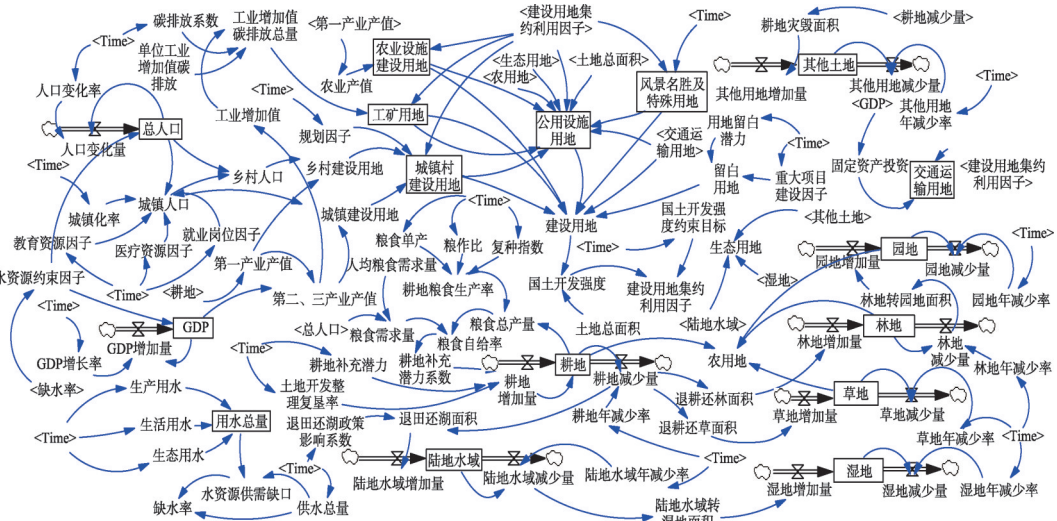 碳排放系数
工业增加值
碳排放总量
<第一产业产值>
<建设用地集
约利用因子>
<Time>
耕地灾毁面积
<耕地减少量>
<Time>
单位工业
增加值碳
排放
农业设施
建设用地
<生态用地>
<农用地>
<土地总面积>
风景名胜及
特殊用地
其他土地
其他用地增加量
其他用地减少量
<Time>
人口变化率
农业产值
<Time>
工矿用地
公用设施
用地
用地留白
潜力
<GDP>
其他用地
年减少率
总人口
人口变化量
工业增加值
规划因子
<交通运
输用地>
<Time>
固定资产投资
<建设用地集约
利用因子>
<Time>
乡村人口
乡村建设用地
城镇村
建设用地
留白
用地
重大项目
建设因子
交通运
输用地
城镇化率
城镇人口
城镇建设用地
<Time>
建设用地
国土开发强
度约束目标
<其他土地>
教育资源因子
医疗资源因子
就业岗位因子
粮食单产
粮作比
复种指数
<Time>
生态用地
园地
<Time>
水资源约束因子
第一产业产值
人均粮食需求量
耕地粮食生产率
国土开发强度
建设用地集约
利用因子
<湿地>
园地增加量
园地减少量
<Time>
<耕地>
第二、三产业产值
林地转园地面积
园地年减少率
GDP
GDP增加量
<总人口>
粮食需求量
粮食总产量
粮食自给率
土地总面积
<陆地水域>
林地
林地增加量
林地
减少量
<Time>
GDP增长率
<Time>
耕地补充潜力
耕地补充
潜力系数
耕地
耕地
增加量
耕地减少量
农用地
林地年减少率
<缺水率>
生产用水
土地开发整
理复垦率
退耕还林面积
草地
草地增加量
草地减少量
生活用水
用水总量
退田还湖政策
影响系数
退田还湖面积
耕地年减少率
退耕还草面积
草地年减少率
<Time>
<Time>
生态用水
<Time>
陆地水域
陆地水域增加量
陆地水域减少量
陆地水域年减少率
<Time>
湿地
湿地增加量
湿地减少量
湿地年减少率
水资源供需缺口
缺水率
供水总量
陆地水域转
湿地面积